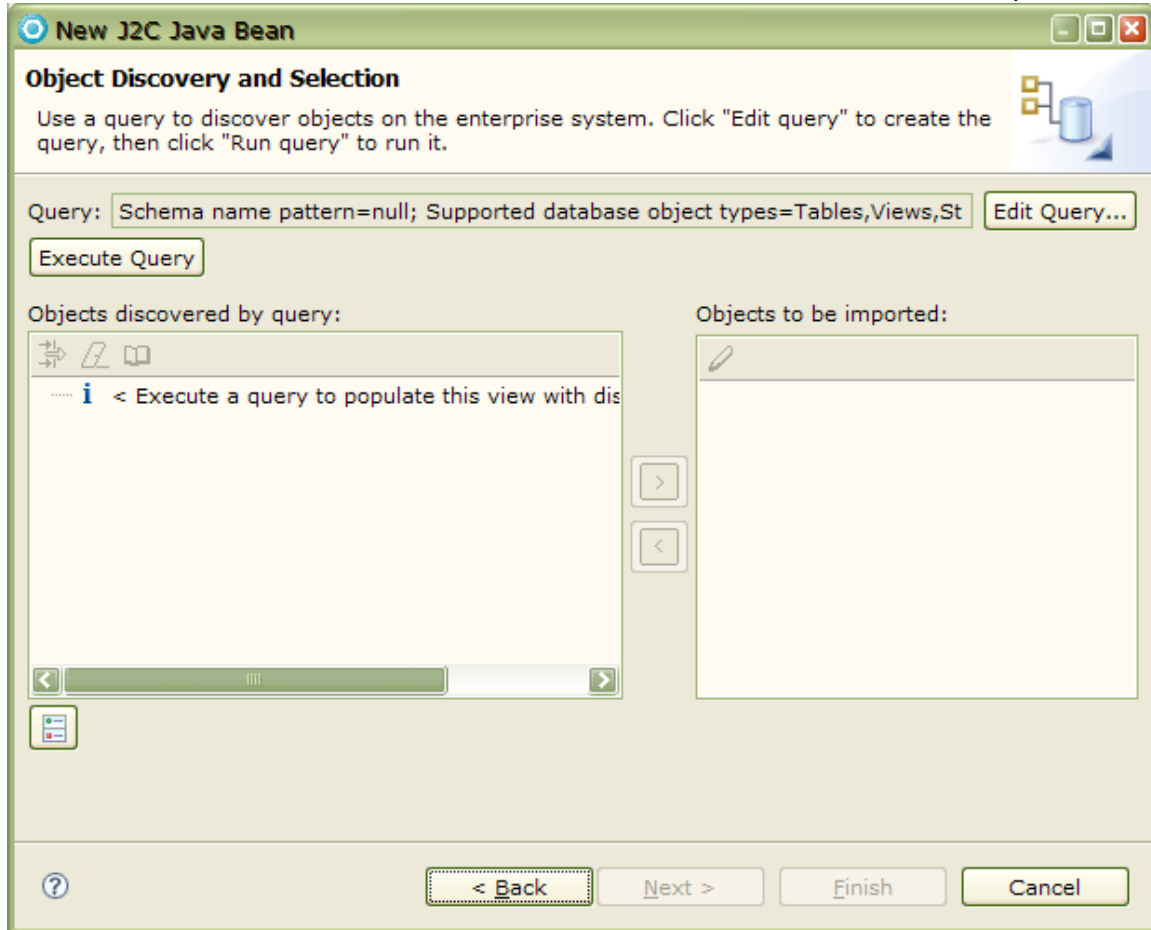 New J2C Java Bean
Object Discovery and Selection
Use a query to discover objects on the enterprise system. Click "Edit query" to create the
query, then click "Run query" to run it.
Query: Schema name pattern=null; Supported database object types=Tables,Views,St Edit Query...
Execute Query
Objects discovered by query: Objects to be imported:
i < Execute a query to populate this view with dis
>
<
< Back Next > Finish Cancel